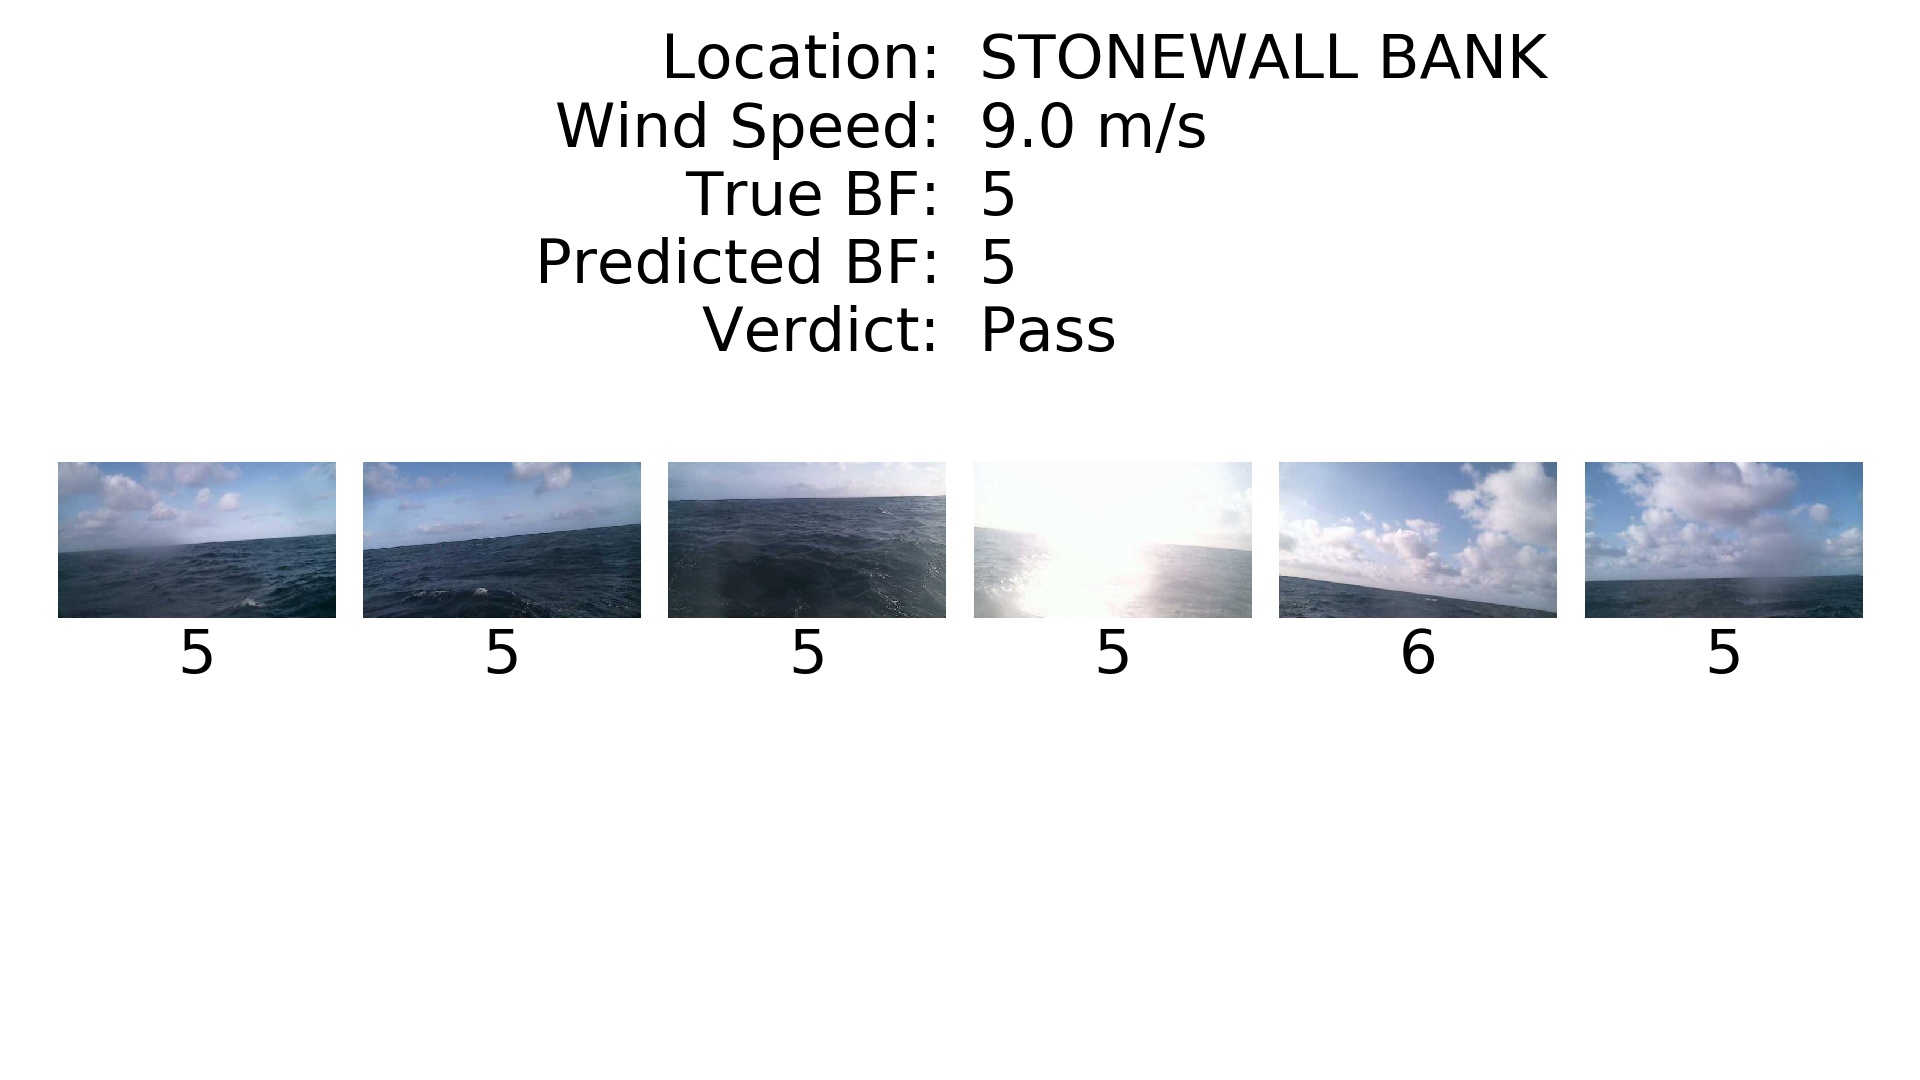 Location: STONEWALL BANK
Wind Speed: 9.0 m/s
True BF: 5
Predicted BF: 5
Verdict: Pass
5 5 5 5 6 5